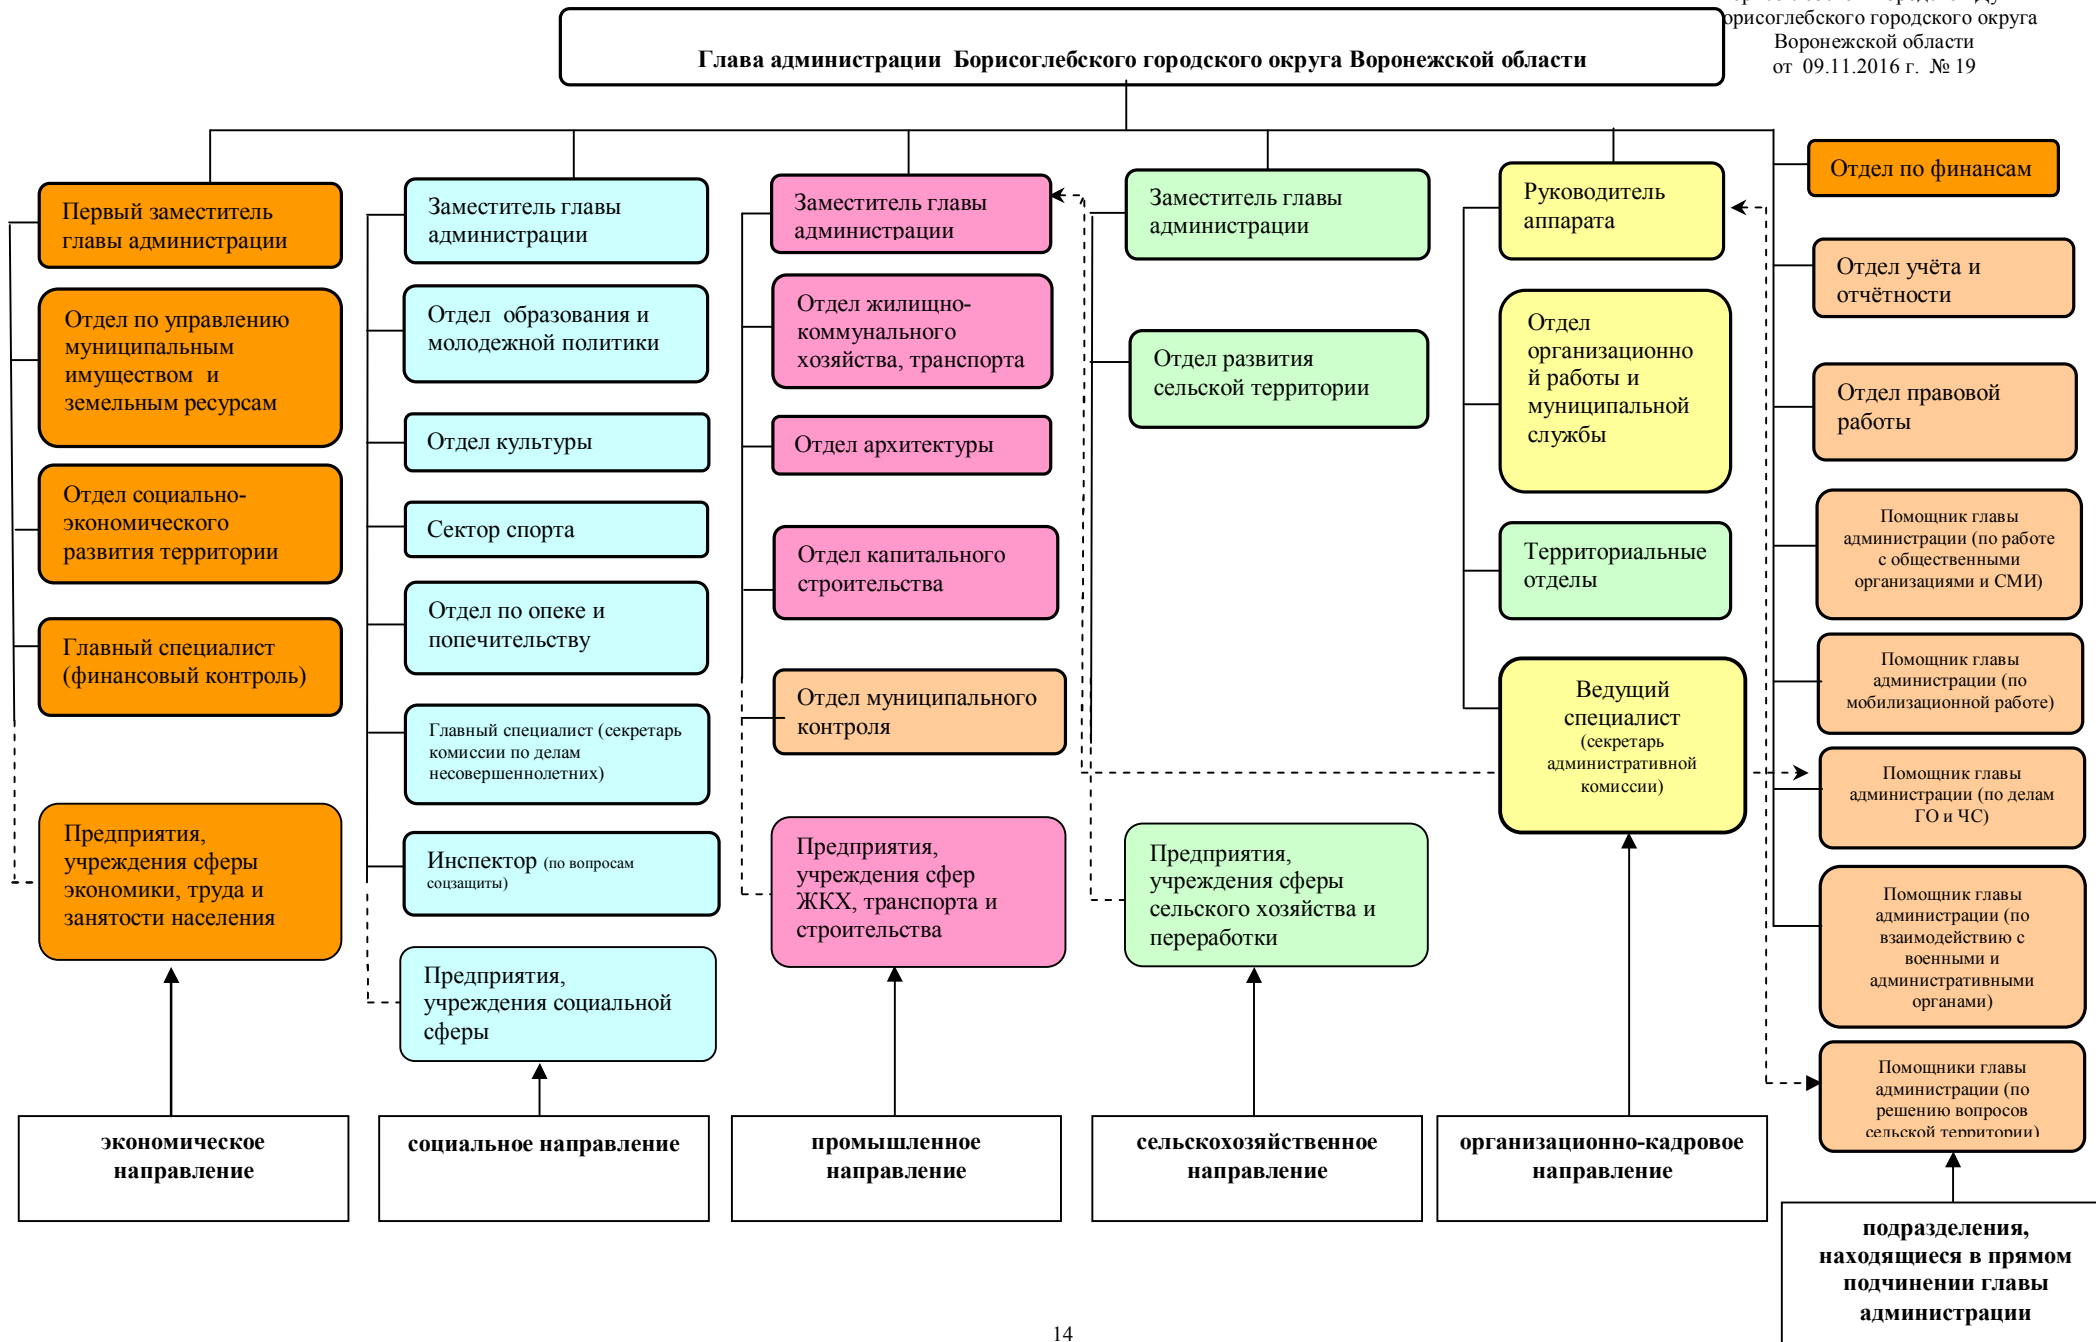 орисоглебского городского округа
Воронежской области
от 09.11.2016 г. № 19
Глава администрации Борисоглебского городского округа Воронежской области
Первый заместитель
главы администрации
Отдел по управлению
муниципальным
имуществом и
земельным ресурсам
Отдел социально-
экономического
развития территории
Главный специалист
(финансовый контроль)
Предприятия,
учреждения сферы
экономики, труда и
занятости населения
экономическое
направление
Заместитель главы
администрации
Отдел образования и
молодежной политики
Отдел культуры
Сектор спорта
Отдел по опеке и
попечительству
Главный специалист (секретарь
комиссии по делам
несовершеннолетних)
Инспектор (по вопросам
соцзащиты)
Предприятия,
учреждения социальной
сферы
социальное направление
Заместитель главы
администрации
Отдел жилищно-
коммунального
хозяйства, транспорта
Отдел архитектуры
Отдел капитального
строительства
Отдел муниципального
контроля
Предприятия,
учреждения сфер
ЖКХ, транспорта и
строительства
промышленное
направление
Заместитель главы
администрации
Отдел развития
сельской территории
Предприятия,
учреждения сферы
сельского хозяйства и
переработки
сельскохозяйственное
направление
Руководитель
аппарата
Отдел
организационно
й работы и
муниципальной
службы
Территориальные
отделы
Ведущий
специалист
(секретарь
административной
комиссии)
организационно-кадровое
направление
Отдел по финансам
Отдел учёта и
отчётности
Отдел правовой
работы
Помощник главы
администрации (по работе
с общественными
организациями и СМИ)
Помощник главы
администрации (по
мобилизационной работе)
Помощник главы
администрации (по делам
ГО и ЧС)
Помощник главы
администрации (по
взаимодействию с
военными и
административными
органами)
Помощники главы
администрации (по
решению вопросов
сельской территории)
подразделения,
находящиеся в прямом
подчинении главы
администрации
14